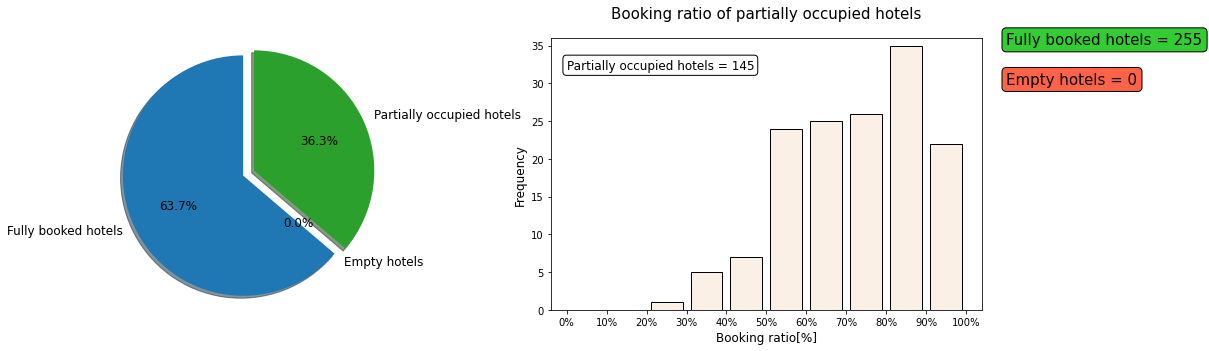 Partially occupied hotels
36.3%
63.7%
0.0%
Fully booked hotels
Empty hotels
Booking ratio of partially occupied hotels
Partially occupied hotels = 145
Frequency
35
30
25
20
15
10
5
0
0% 10% 20% 30% 40% 50% 60% 70% 80% 90% 100%
Booking ratio[%]
Fully booked hotels = 255
Empty hotels = 0